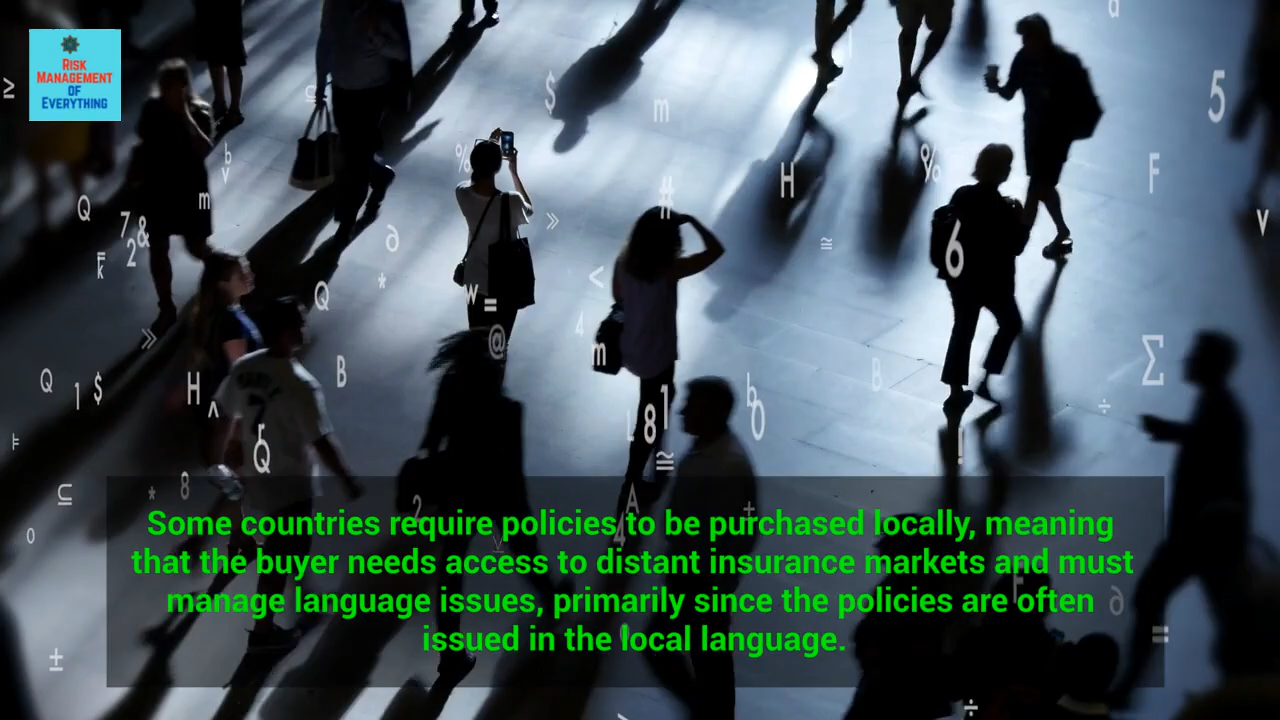 RISK
MANAGEMENT
OF
EVERYTHING
Some countries require policies to be purchased locally, meaning
that the buyer needs access to distant insurance markets and must
manage language issues, primarily since the policies are often
issued in the local language.